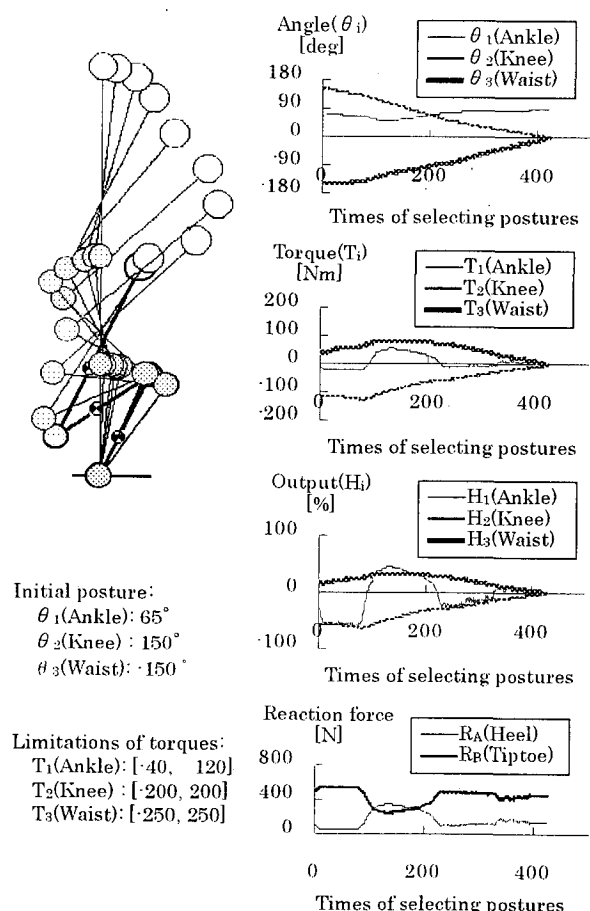 Angle(θi)
[deg]
θ1(Ankle)
θ2(Knee)
θ3(Waist)
180
90
0
-90
-180
0 200 400
Times of selecting postures
Torque(Ti)
[Nm]
T1(Ankle)
T2(Knee)
T3(Waist)
200
100
0
-100
-200
0 200 400
Times of selecting postures
Output(Hi)
[%]
H1(Ankle)
H2(Knee)
H3(Waist)
100
0
-100
0 200 400
Times of selecting postures
Initial posture:
θ1(Ankle): 65°
θ2(Knee) : 150°
θ3(Waist): -150°
Limitations of torques:
T1(Ankle): [-40, 120]
T2(Knee) : [-200, 200]
T3(Waist): [-250, 250]
Reaction force
[N]
RA(Heel)
RB(Tiptoe)
800
400
0
0 200 400
Times of selecting postures